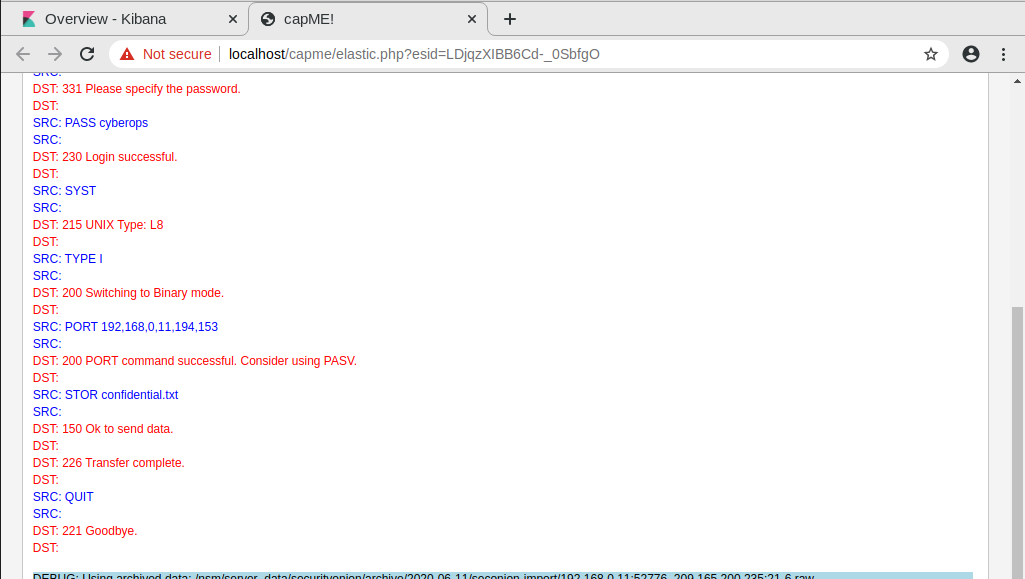 Overview - Kibana
capME!
Not secure
localhost/capme/elastic.php?esid=LDjqzXIBB6Cd-_0SbfgO
SRC:
DST: 331 Please specify the password.
DST:
SRC: PASS cyberops
SRC:
DST: 230 Login successful.
DST:
SRC: SYST
SRC:
DST: 215 UNIX Type: L8
DST:
SRC: TYPE I
SRC:
DST: 200 Switching to Binary mode.
DST:
SRC: PORT 192,168,0,11,194,153
SRC:
DST: 200 PORT command successful. Consider using PASV.
DST:
SRC: STOR confidential.txt
SRC:
DST: 150 Ok to send data.
DST:
DST: 226 Transfer complete.
DST:
SRC: QUIT
SRC:
DST: 221 Goodbye.
DST:
DEBUG: Using archived data: /nsm/server_data/securityonion/archive/2020-06-11/seconion-import/192.168.0.11:52776_209.165.200.235:21-6.raw